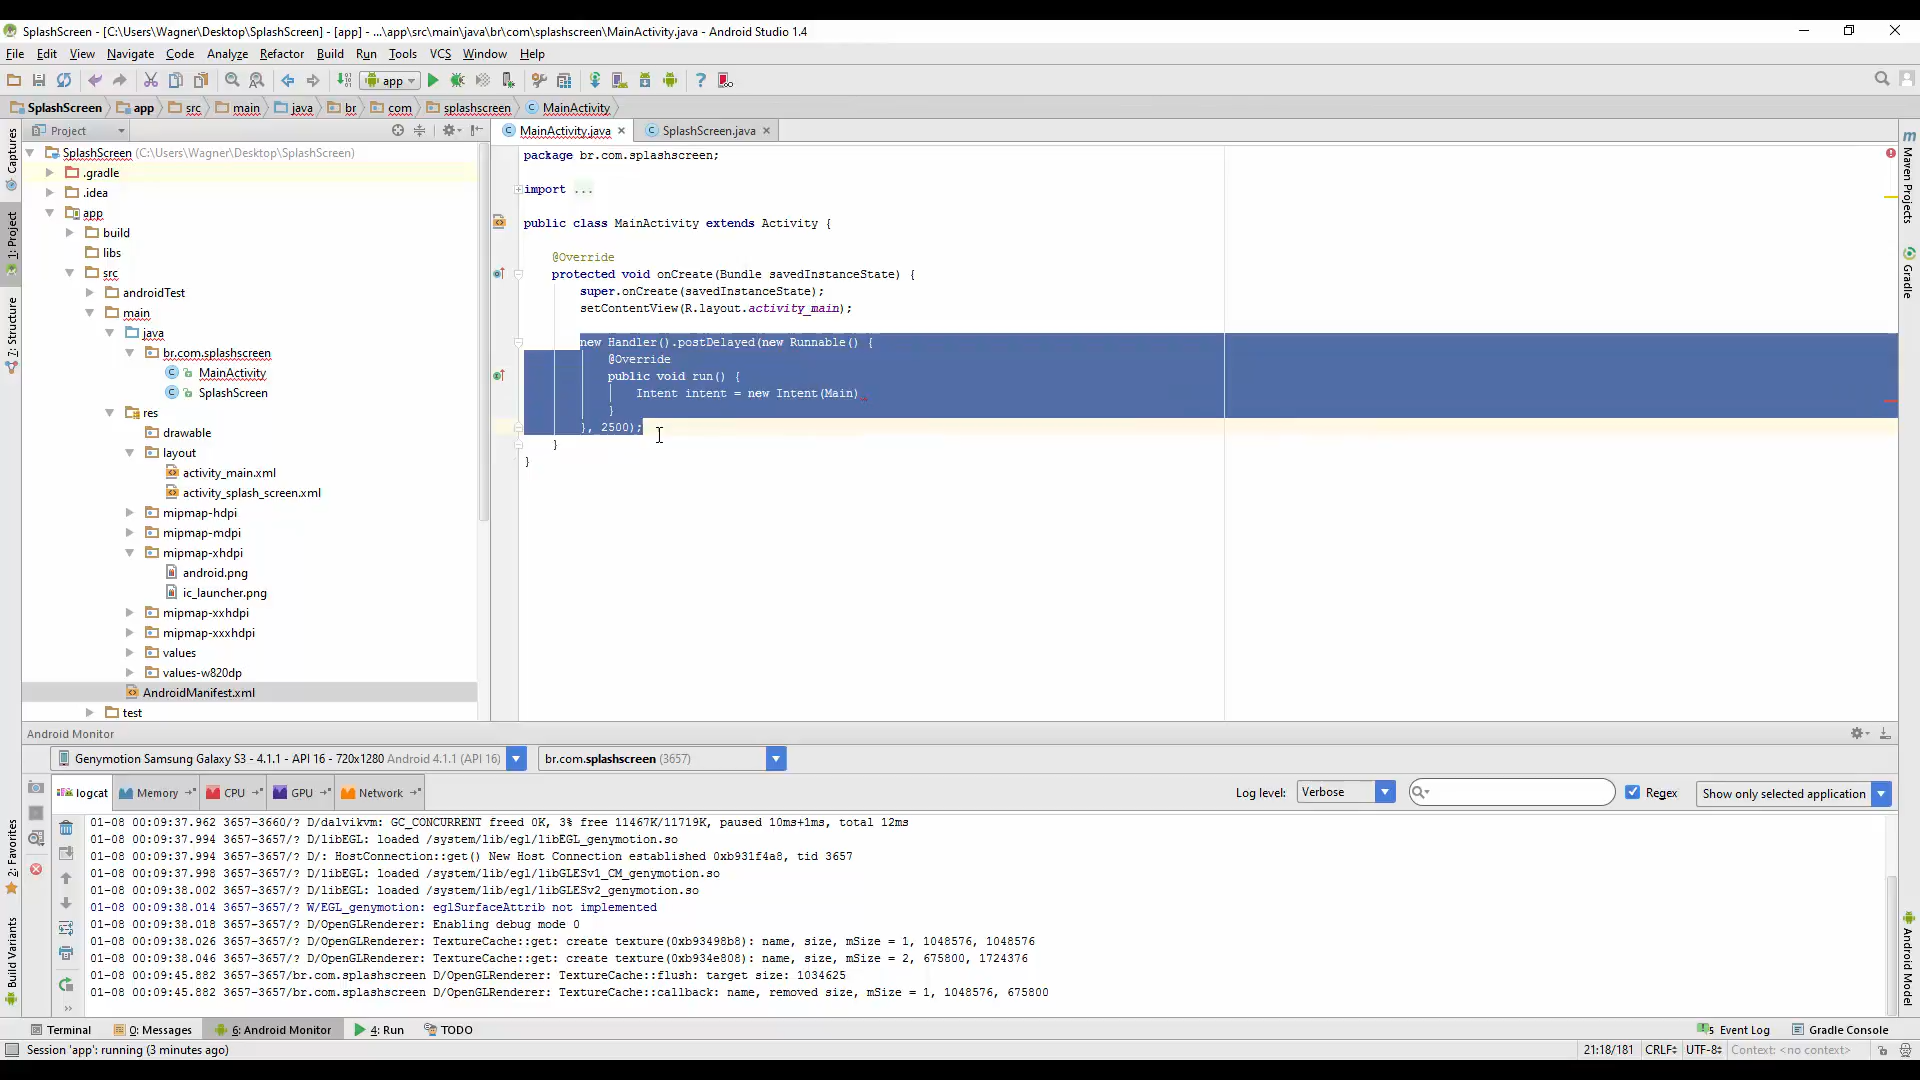 SplashScreen - [C:\Users\Wagner\Desktop\SplashScreen] - [app] - ...\app\src\main\java\br\com\splashscreen\MainActivity.java - Android Studio 1.4
File Edit View Navigate Code Analyze Refactor Build Run Tools VCS Window Help
app
SplashScreen app src main java br com splashscreen MainActivity
Project
MainActivity.java SplashScreen.java
Captures
1: Project
7: Structure
2: Favorites
Build Variants
SplashScreen (C:\Users\Wagner\Desktop\SplashScreen)
.gradle
.idea
app
build
libs
src
androidTest
main
java
br.com.splashscreen
MainActivity
SplashScreen
res
drawable
layout
activity_main.xml
activity_splash_screen.xml
mipmap-hdpi
mipmap-mdpi
mipmap-xhdpi
android.png
ic_launcher.png
mipmap-xxhdpi
mipmap-xxxhdpi
values
values-w820dp
AndroidManifest.xml
test
package br.com.splashscreen;
import ...
public class MainActivity extends Activity {
@Override
protected void onCreate(Bundle savedInstanceState) {
super.onCreate(savedInstanceState);
setContentView(R.layout.activity_main);
new Handler().postDelayed(new Runnable() {
@Override
public void run() {
Intent intent = new Intent(Main)
}
}, 2500);
}
}
Maven Projects
Gradle
Android Model
Android Monitor
Genymotion Samsung Galaxy S3 - 4.1.1 - API 16 - 720x1280 Android 4.1.1 (API 16) br.com.splashscreen (3657)
logcat Memory CPU GPU Network Log level: Verbose Regex Show only selected application
01-08 00:09:37.962 3657-3660/? D/dalvikvm: GC_CONCURRENT freed 0K, 3% free 11467K/11719K, paused 10ms+1ms, total 12ms
01-08 00:09:37.994 3657-3657/? D/libEGL: loaded /system/lib/egl/libEGL_genymotion.so
01-08 00:09:37.994 3657-3657/? D/: HostConnection::get() New Host Connection established 0xb931f4a8, tid 3657
01-08 00:09:37.998 3657-3657/? D/libEGL: loaded /system/lib/egl/libGLESv1_CM_genymotion.so
01-08 00:09:38.002 3657-3657/? D/libEGL: loaded /system/lib/egl/libGLESv2_genymotion.so
01-08 00:09:38.014 3657-3657/? W/EGL_genymotion: eglSurfaceAttrib not implemented
01-08 00:09:38.018 3657-3657/? D/OpenGLRenderer: Enabling debug mode 0
01-08 00:09:38.026 3657-3657/? D/OpenGLRenderer: TextureCache::get: create texture(0xb93498b8): name, size, mSize = 1, 1048576, 1048576
01-08 00:09:38.046 3657-3657/? D/OpenGLRenderer: TextureCache::get: create texture(0xb934e808): name, size, mSize = 2, 675800, 1724376
01-08 00:09:45.882 3657-3657/br.com.splashscreen D/OpenGLRenderer: TextureCache::flush: target size: 1034625
01-08 00:09:45.882 3657-3657/br.com.splashscreen D/OpenGLRenderer: TextureCache::callback: name, removed size, mSize = 1, 1048576, 675800
Terminal 0: Messages 6: Android Monitor 4: Run TODO 5 Event Log Gradle Console
Session 'app': running (3 minutes ago) 21:18/181 CRLF UTF-8 Context: <no context>